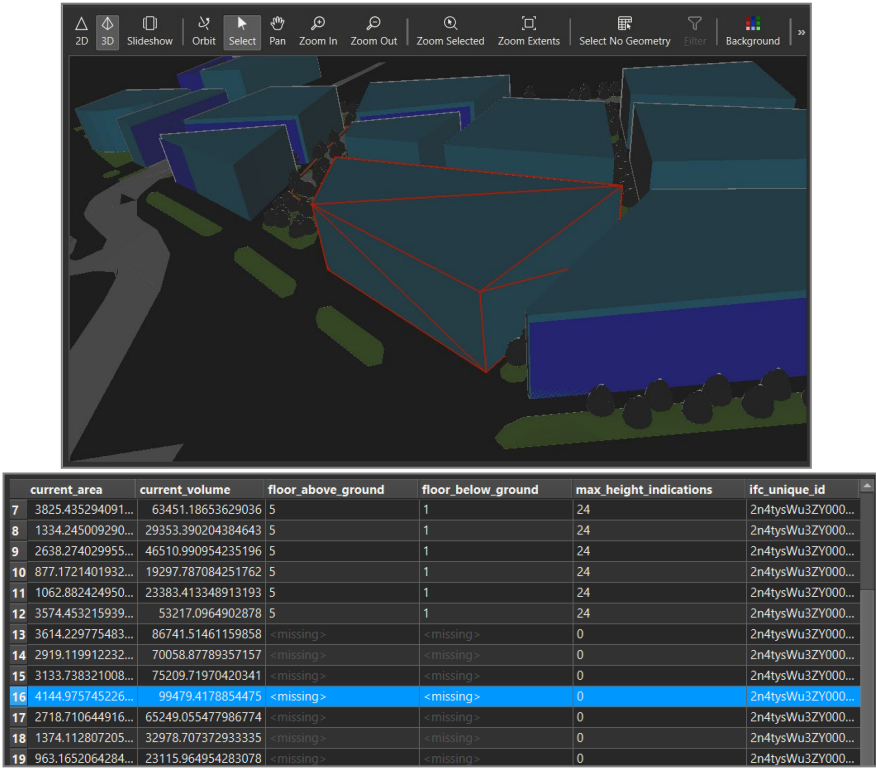 2D 3D Slideshow Orbit Select Pan Zoom In Zoom Out Zoom Selected Zoom Extents Select No Geometry Filter Background »
current_area current_volume floor_above_ground floor_below_ground max_height_indications ifc_unique_id
7 3825.435294091... 63451.18653629036 5 1 24 2n4tysWu3ZY000...
8 1334.245009290... 29353.390204384643 5 1 24 2n4tysWu3ZY000...
9 2638.274029955... 46510.990954235196 5 1 24 2n4tysWu3ZY000...
10 877.1721401932... 19297.787084251762 5 1 24 2n4tysWu3ZY000...
11 1062.882424950... 23383.413348913193 5 1 24 2n4tysWu3ZY000...
12 3574.453215939... 53217.0964902878 5 1 24 2n4tysWu3ZY000...
13 3614.229775483... 86741.51461159858 <missing> <missing> 0 2n4tysWu3ZY000...
14 2919.119912232... 70058.87789357157 <missing> <missing> 0 2n4tysWu3ZY000...
15 3133.738321008... 75209.71970420341 <missing> <missing> 0 2n4tysWu3ZY000...
16 4144.975745226... 99479.4178854475 <missing> <missing> 0 2n4tysWu3ZY000...
17 2718.710644916... 65249.055477986774 <missing> <missing> 0 2n4tysWu3ZY000...
18 1374.112807205... 32978.707372933335 <missing> <missing> 0 2n4tysWu3ZY000...
19 963.1652064284... 23115.964954283078 <missing> <missing> 0 2n4tysWu3ZY000...